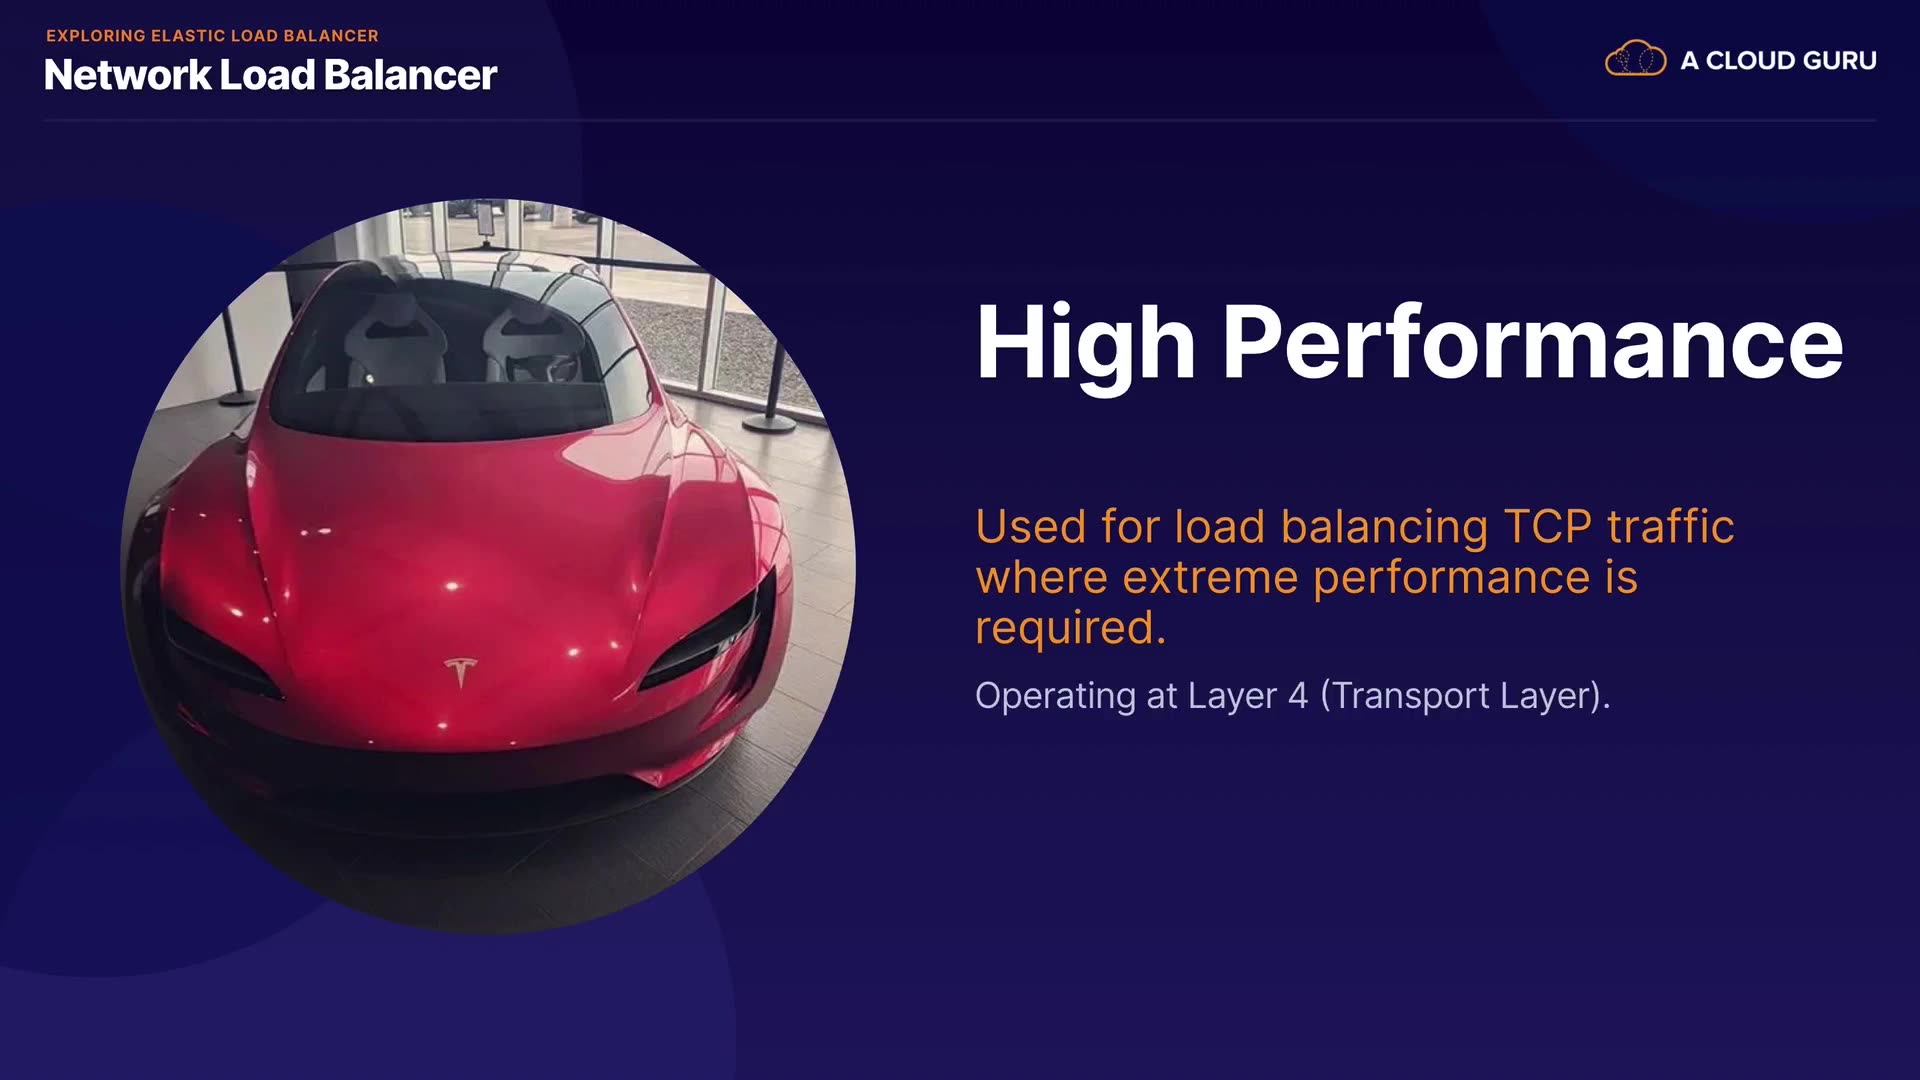 EXPLORING ELASTIC LOAD BALANCER
Network Load Balancer
A CLOUD GURU
High Performance
Used for load balancing TCP traffic
where extreme performance is
required.
Operating at Layer 4 (Transport Layer).